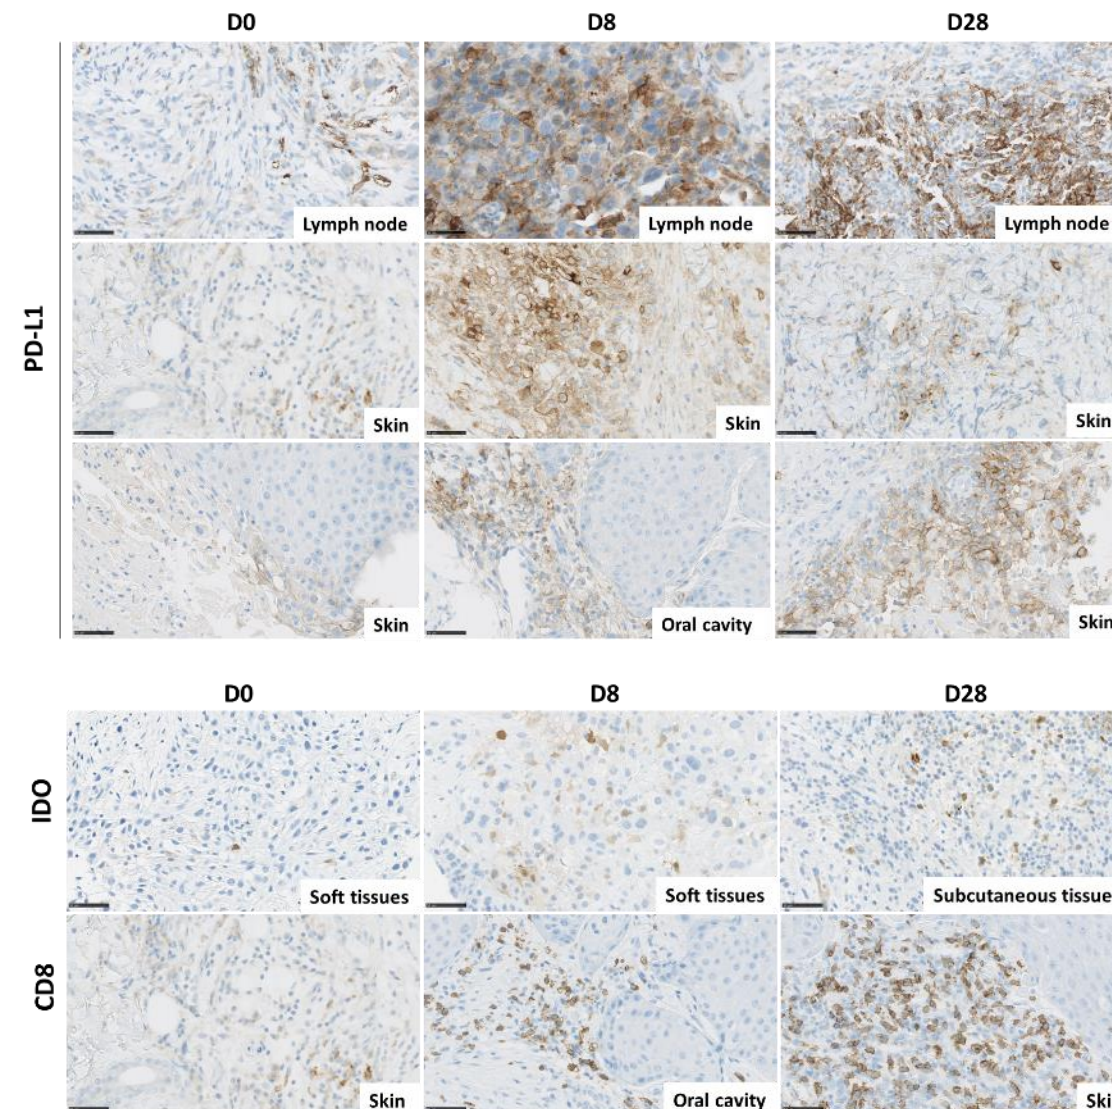 D0 D8 D28
PD-L1
Lymph node Lymph node Lymph node
Skin Skin Skin
Skin Oral cavity Skin
D0 D8 D28
IDO
Soft tissues Soft tissues Subcutaneous tissue
CD8
Skin Oral cavity Ski